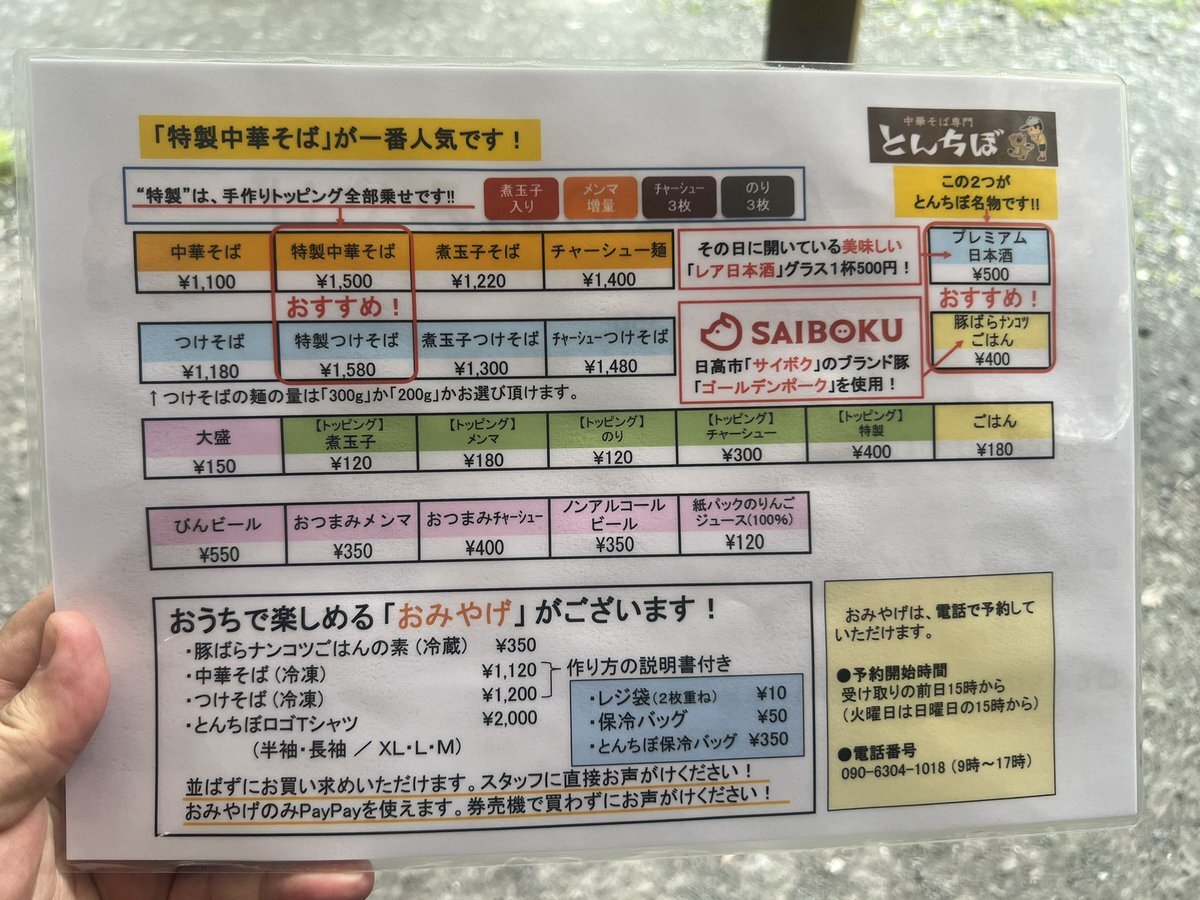 「特製中華そば」が一番人気です！
中華そば専門
とんちぼ
“特製”は、手作りトッピング全部乗せです!!
煮玉子
入り
メンマ
増量
チャーシュー
3枚
のり
3枚
この2つが
とんちぼ名物です!!
中華そば
¥1,100
特製中華そば
¥1,500
煮玉子そば
¥1,220
チャーシュー麺
¥1,400
おすすめ！
つけそば
¥1,180
特製つけそば
¥1,580
煮玉子つけそば
¥1,300
チャーシューつけそば
¥1,480
その日に開いている美味しい
「レア日本酒」グラス1杯500円！
プレミアム
日本酒
¥500
おすすめ！
SAIBOKU
日高市「サイボク」のブランド豚
「ゴールデンポーク」を使用！
豚ばらナンコツ
ごはん
¥400
↑つけそばの麺の量は「300g」か「200g」かお選び頂けます。
大盛
¥150
【トッピング】
煮玉子
¥120
【トッピング】
メンマ
¥180
【トッピング】
のり
¥120
【トッピング】
チャーシュー
¥300
【トッピング】
特製
¥400
ごはん
¥180
びんビール
¥550
おつまみメンマ
¥350
おつまみチャーシュー
¥400
ノンアルコール
ビール
¥350
紙パックのりんご
ジュース(100%)
¥120
おうちで楽しめる「おみやげ」がございます！
・豚ばらナンコツごはんの素（冷蔵） ¥350
・中華そば（冷凍） ¥1,120
・つけそば（冷凍） ¥1,200
作り方の説明書付き
・とんちぼロゴTシャツ ¥2,000
（半袖・長袖 ／ XL・L・M）
・レジ袋（2枚重ね） ¥10
・保冷バッグ ¥50
・とんちぼ保冷バッグ ¥350
並ばずにお買い求めいただけます。スタッフに直接お声がけください！
おみやげのみPayPayを使えます。券売機で買わずにお声がけください！
おみやげは、電話で予約して
いただけます。
●予約開始時間
受け取りの前日15時から
（火曜日は日曜日の15時から）
●電話番号
090-6304-1018（9時～17時）